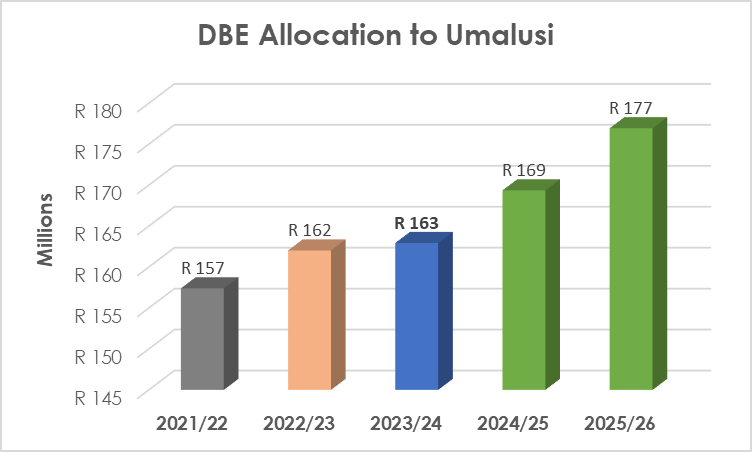 DBE Allocation to Umalusi
R 180
R 175
R 170
R 165
R 160
R 155
R 150
R 145
Millions
R 157
R 162
R 163
R 169
R 177
2021/22
2022/23
2023/24
2024/25
2025/26